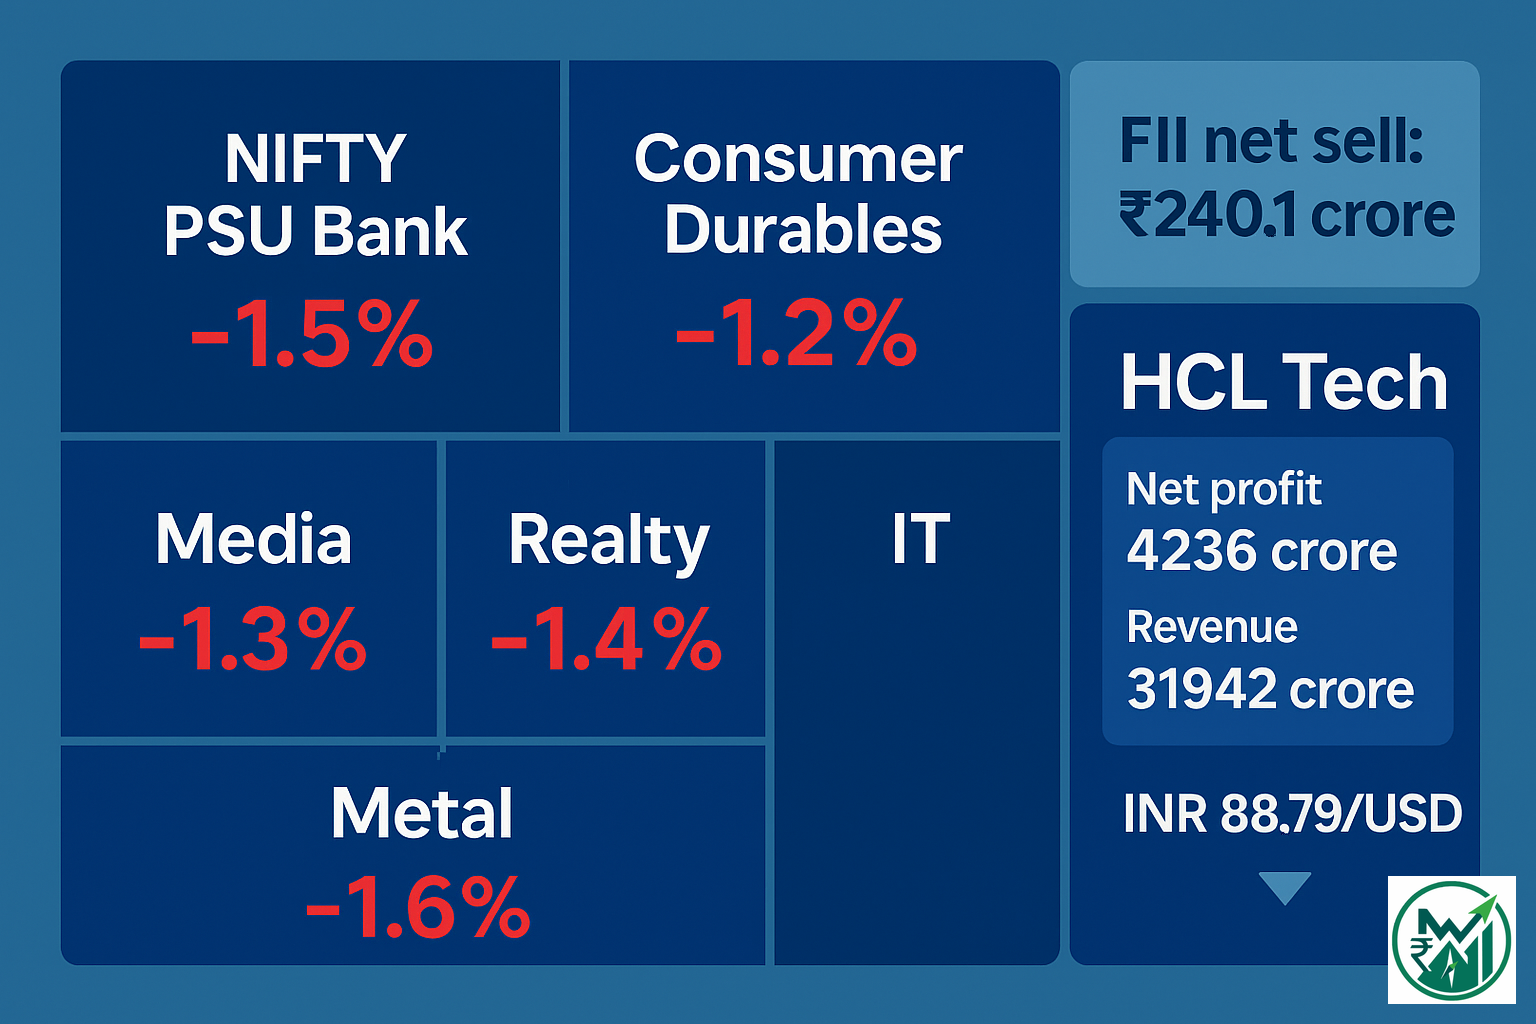 NIFTY
PSU Bank
-1.5%
Consumer
Durables
-1.2%
Media
-1.3%
Realty
-1.4%
IT
Metal
-1.6%
FII net sell:
₹240.1 crore
HCL Tech
Net profit
4236 crore
Revenue
31942 crore
INR 88.79/USD